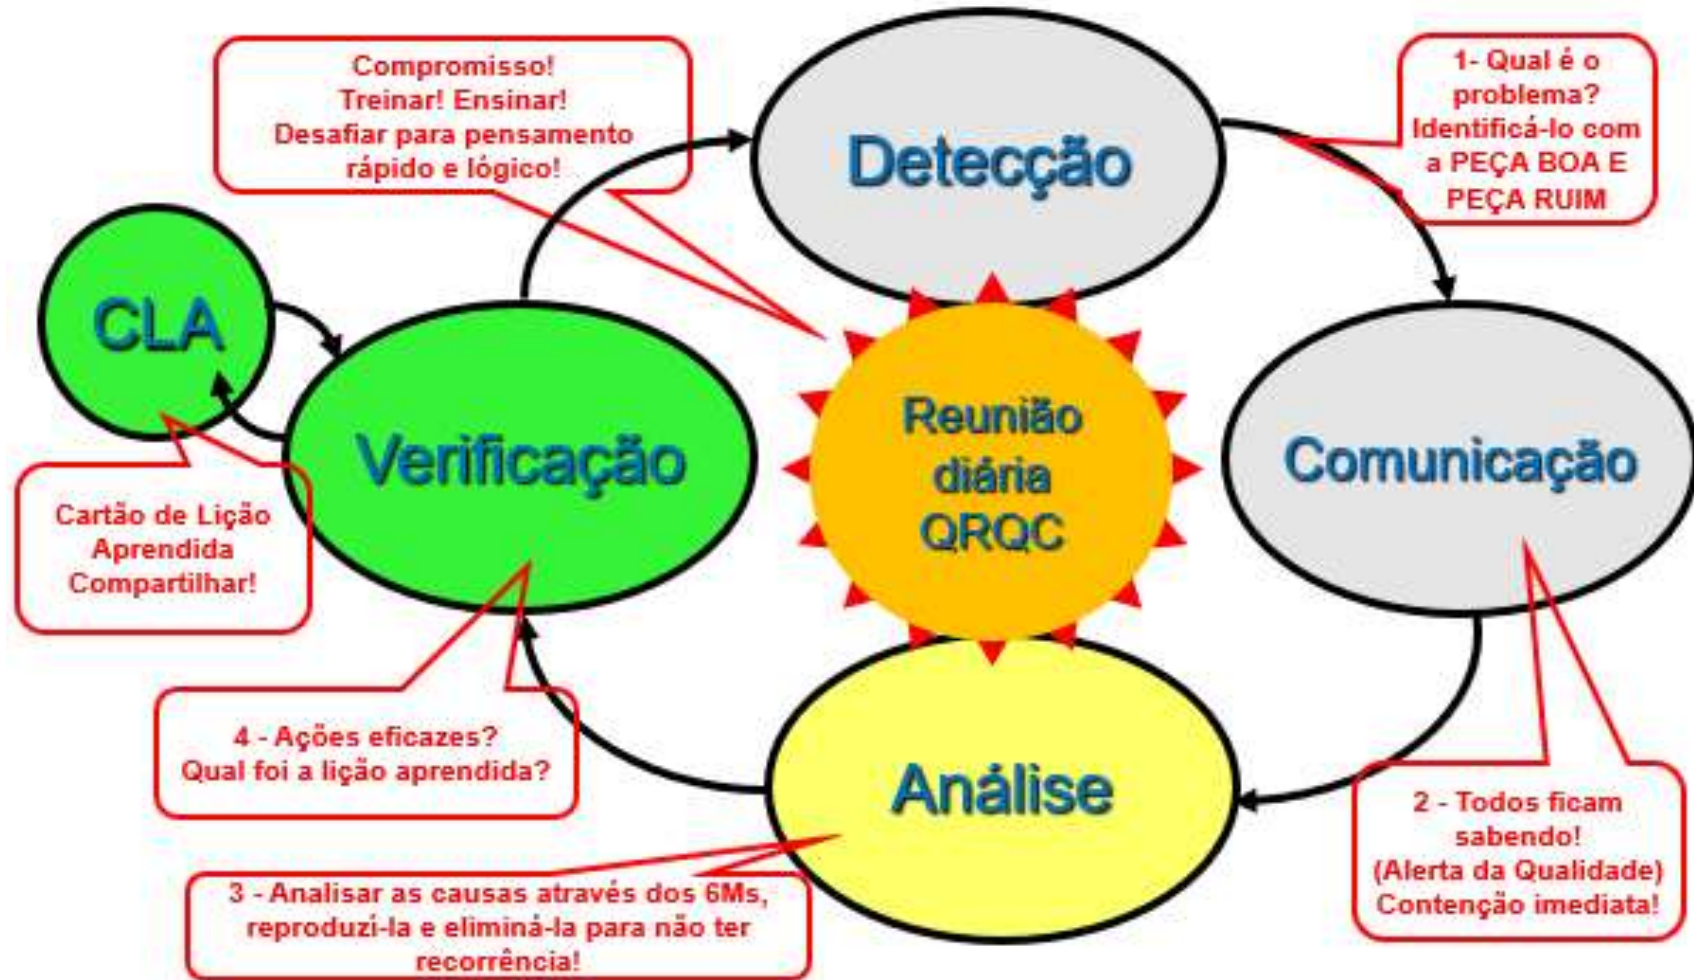 Compromisso!
Treinar! Ensinar!
Desafiar para pensamento
rápido e lógico!
Detecção
1- Qual é o
problema?
Identificá-lo com
a PEÇA BOA E
PEÇA RUIM
CLA
Verificação
Reunião
diária
QRQC
Comunicação
Cartão de Lição
Aprendida
Compartilhar!
4 - Ações eficazes?
Qual foi a lição aprendida?
Análise
2 - Todos ficam
sabendo!
(Alerta da Qualidade)
Contenção imediata!
3 - Analisar as causas através dos 6Ms,
reproduzí-la e eliminá-la para não ter
recorrência!